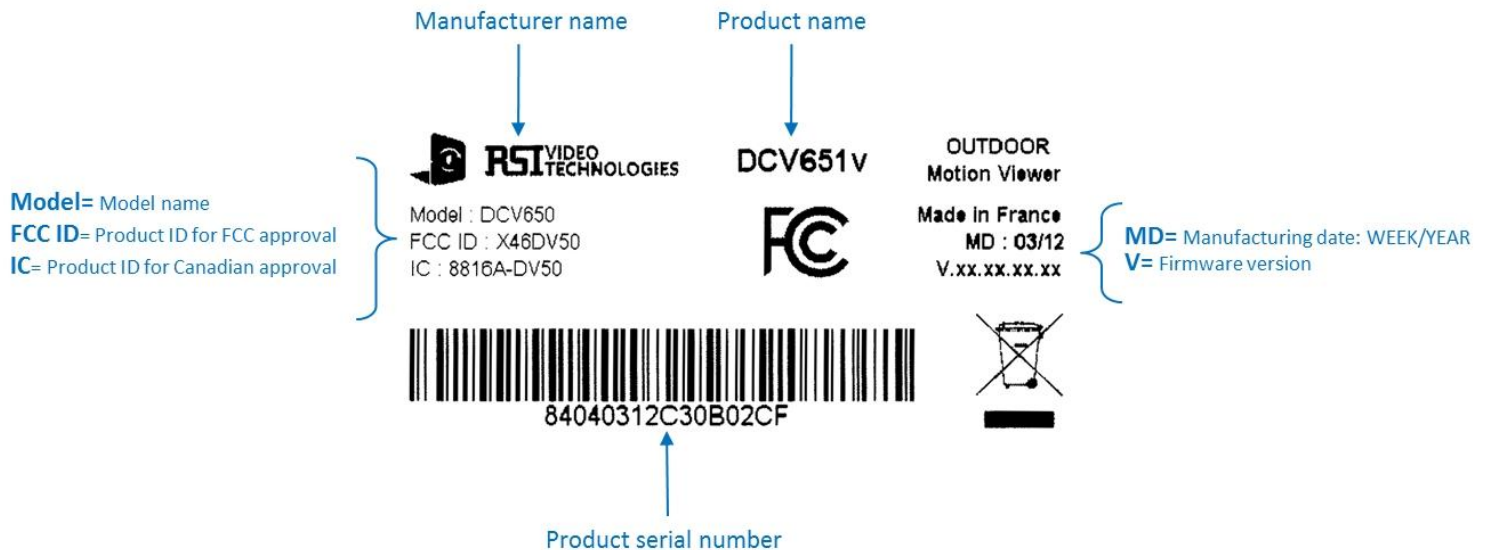 Manufacturer name
Product name
RSI VIDEO TECHNOLOGIES
DCV651v
OUTDOOR
Motion Viewer
Model= Model name
FCC ID= Product ID for FCC approval
IC= Product ID for Canadian approval
Model : DCV650
FCC ID : X46DV50
IC : 8816A-DV50
FC
Made in France
MD : 03/12
V.xx.xx.xx.xx
MD= Manufacturing date: WEEK/YEAR
V= Firmware version
84040312C30B02CF
Product serial number